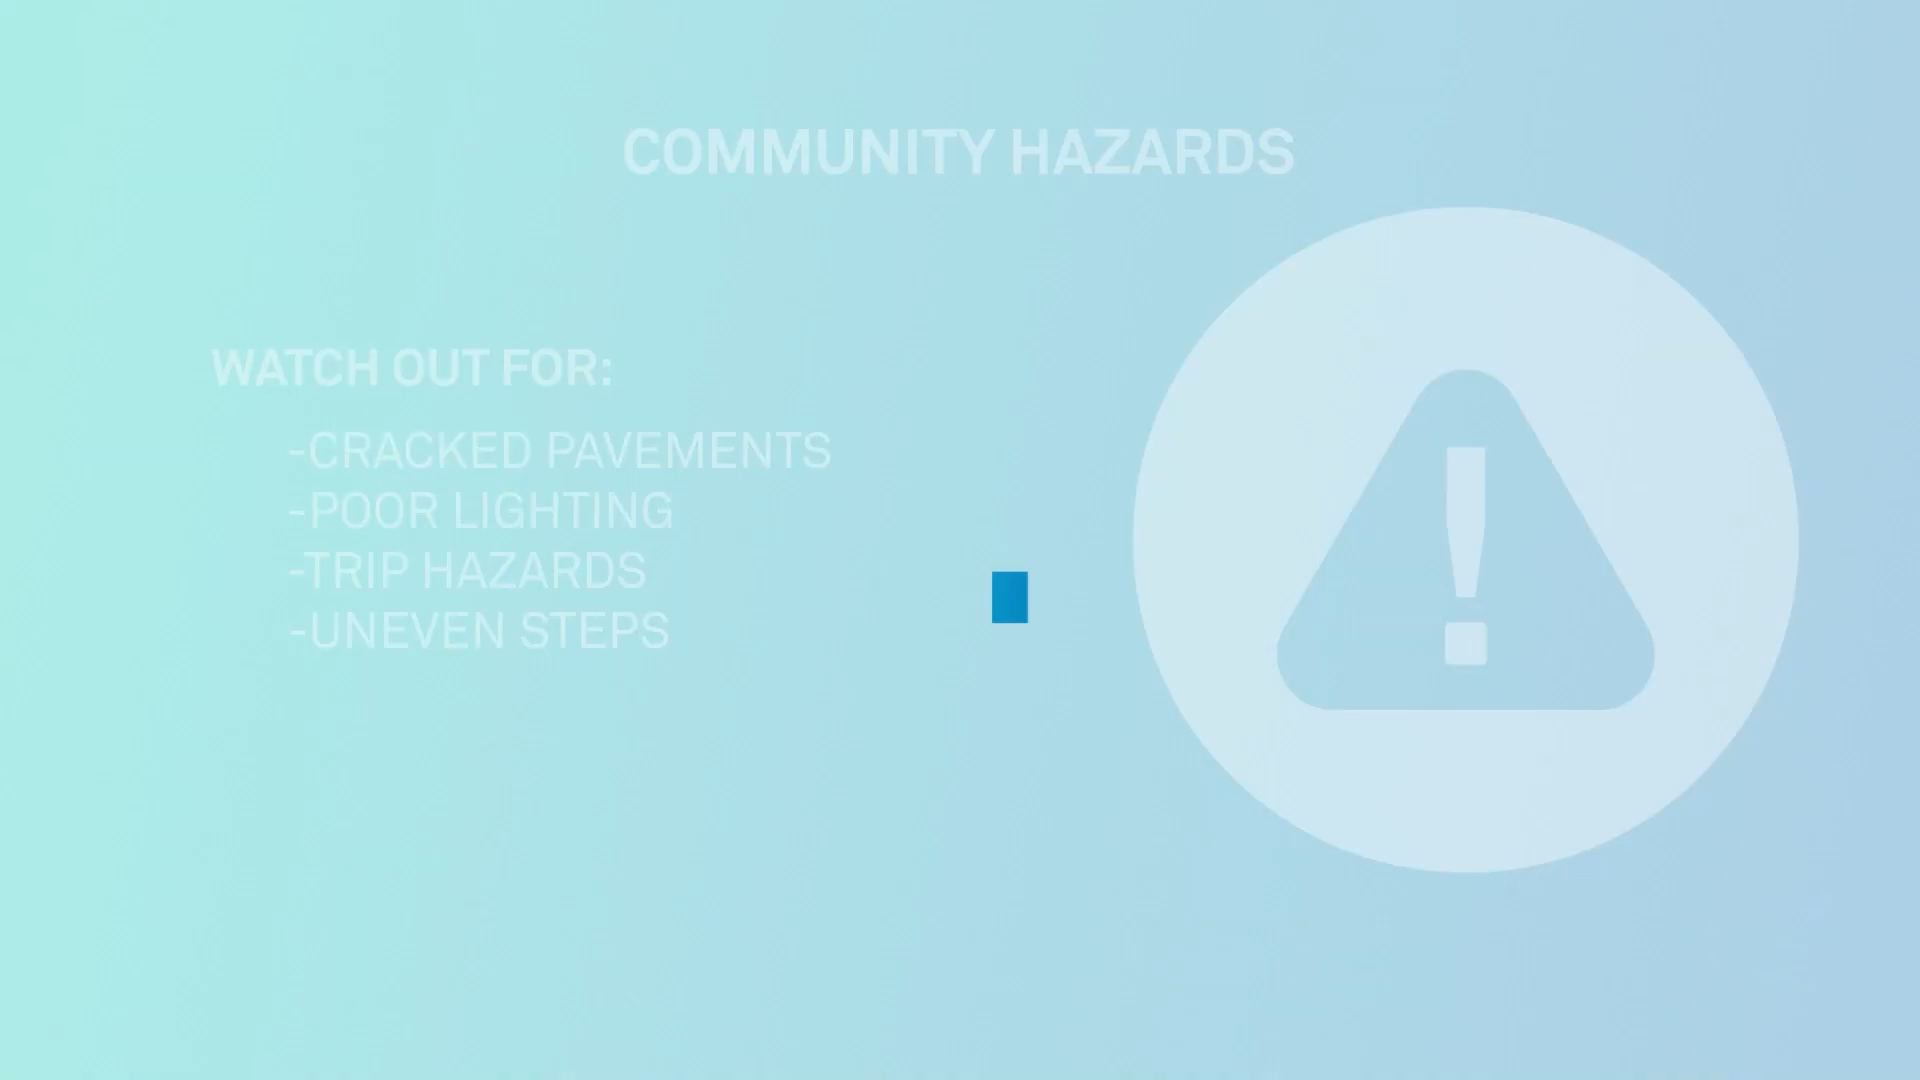 COMMUNITY HAZARDS
WATCH OUT FOR:
-CRACKED PAVEMENTS
-POOR LIGHTING
-TRIP HAZARDS
-UNEVEN STEPS